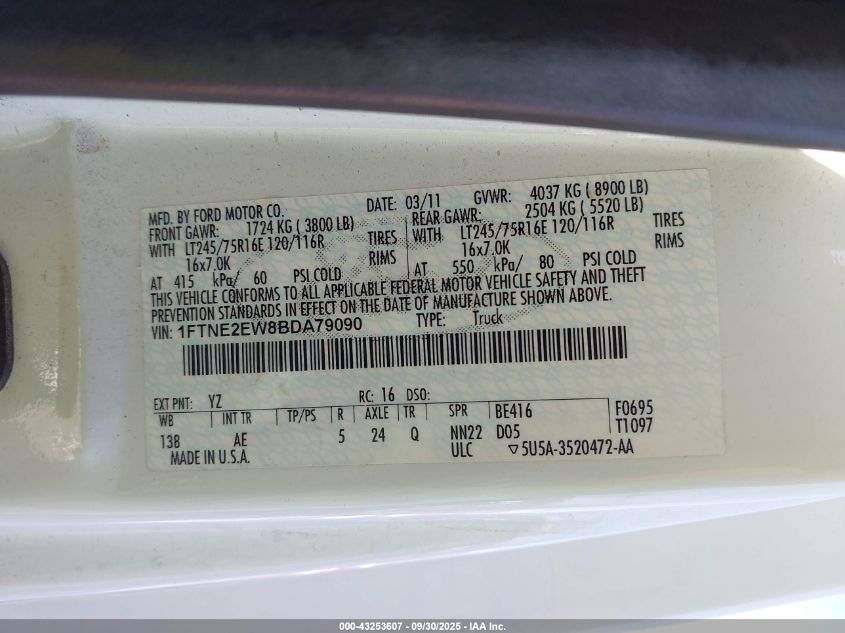 MFD. BY FORD MOTOR CO. DATE: 03/11 GVWR: 4037 KG ( 8900 LB)
FRONT GAWR: 1724 KG ( 3800 LB) REAR GAWR: 2504 KG ( 5520 LB)
WITH LT245/75R16E 120/116R TIRES WITH LT245/75R16E 120/116R TIRES
16x7.0K RIMS 16x7.0K RIMS
AT 415 kPa/ 60 PSI COLD AT 550 kPa/ 80 PSI COLD
THIS VEHICLE CONFORMS TO ALL APPLICABLE FEDERAL MOTOR VEHICLE SAFETY AND THEFT
PREVENTION STANDARDS IN EFFECT ON THE DATE OF MANUFACTURE SHOWN ABOVE.
VIN: 1FTNE2EW8BDA79090 TYPE: Truck
EXT PNT: YZ RC: 16 DSO:
WB INT TR TP/PS R AXLE TR SPR BE416 F0695
138 AE 5 24 Q NN22 D05 T1097
MADE IN U.S.A. ULC ▽5U5A-3520472-AA
000-43253607 - 09/30/2025 - IAA Inc.